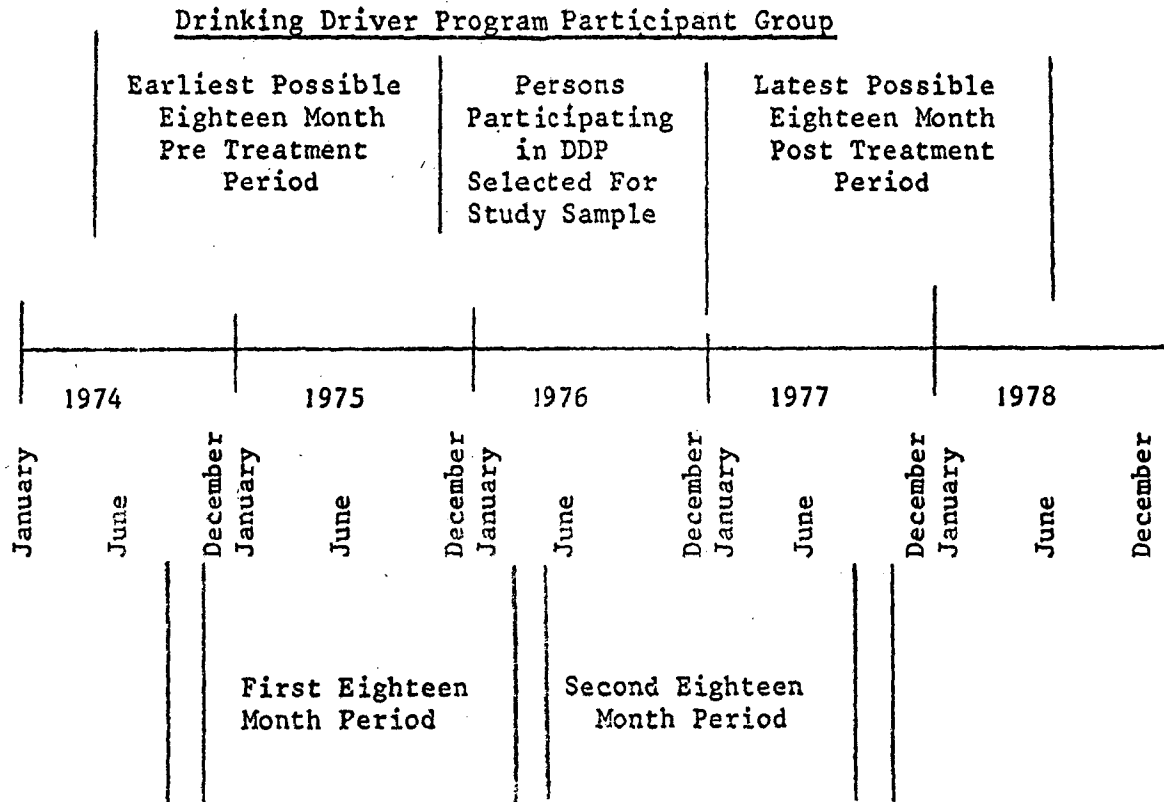 Drinking Driver Program Participant Group
Earliest Possible
Eighteen Month
Pre Treatment
Period
Persons
Participating
in DDP
Selected For
Study Sample
Latest Possible
Eighteen Month
Post Treatment
Period
1974
1975
1976
1977
1978
January
June
December
January
June
December
January
June
December
January
June
December
January
June
December
First Eighteen
Month Period
Second Eighteen
Month Period